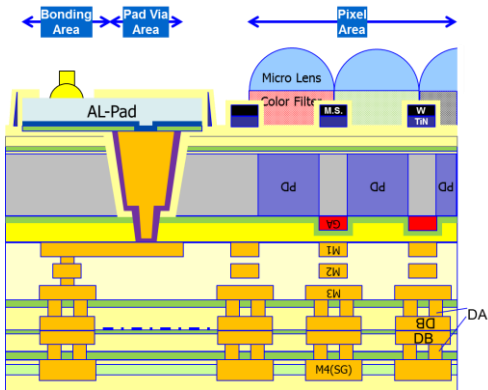 Bonding
Area
Pad Via
Area
Pixel
Area
Micro Lens
Color Filter
AL-Pad
M.S.
W
TiN
PD
PD
PD
GA
M1
M2
M3
DB
DB
DA
M4(SG)